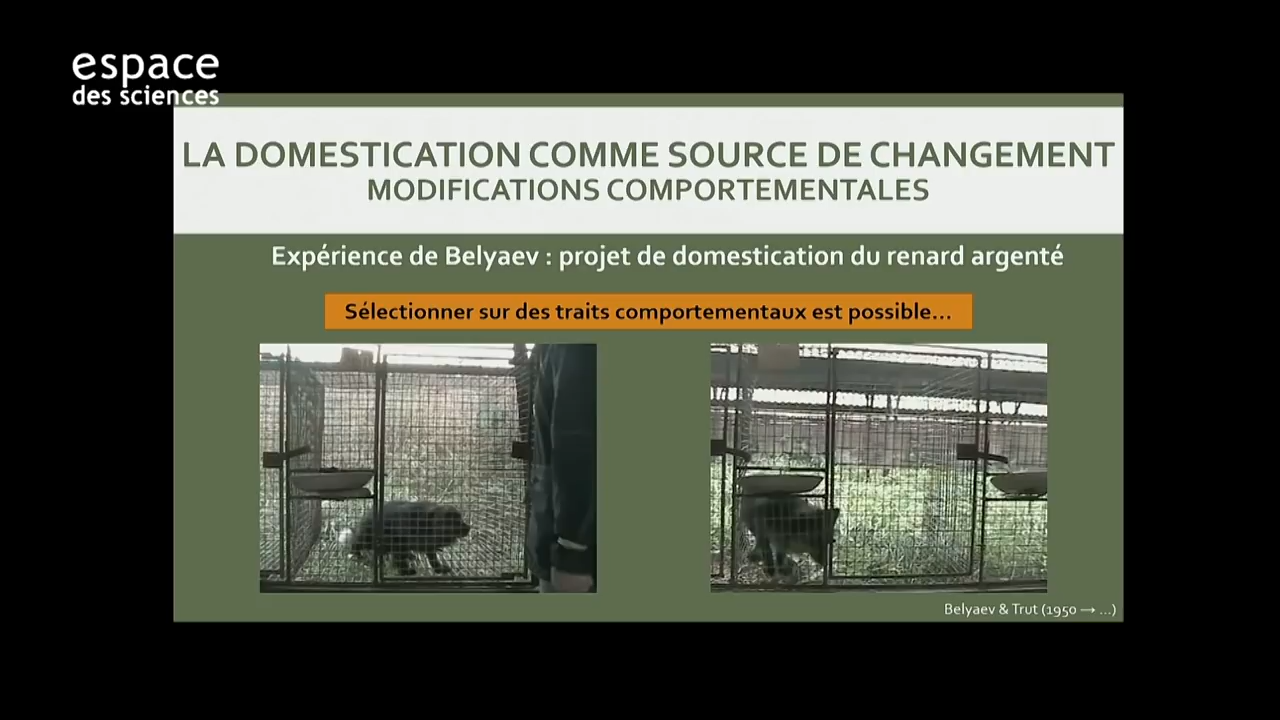 espace
des sciences
LA DOMESTICATION COMME SOURCE DE CHANGEMENT
MODIFICATIONS COMPORTEMENTALES
Expérience de Belyaev : projet de domestication du renard argenté
Sélectionner sur des traits comportementaux est possible...
Belyaev & Trut (1950 → ...)